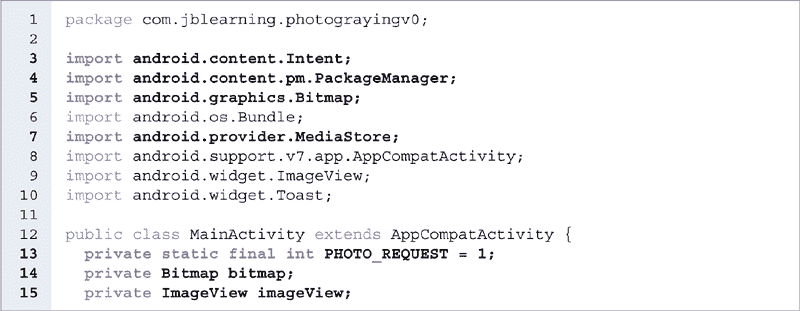 1 package com.jblearning.photograyingv0;
2
3 import android.content.Intent;
4 import android.content.pm.PackageManager;
5 import android.graphics.Bitmap;
6 import android.os.Bundle;
7 import android.provider.MediaStore;
8 import android.support.v7.app.AppCompatActivity;
9 import android.widget.ImageView;
10 import android.widget.Toast;
11
12 public class MainActivity extends AppCompatActivity {
13 private static final int PHOTO_REQUEST = 1;
14 private Bitmap bitmap;
15 private ImageView imageView;